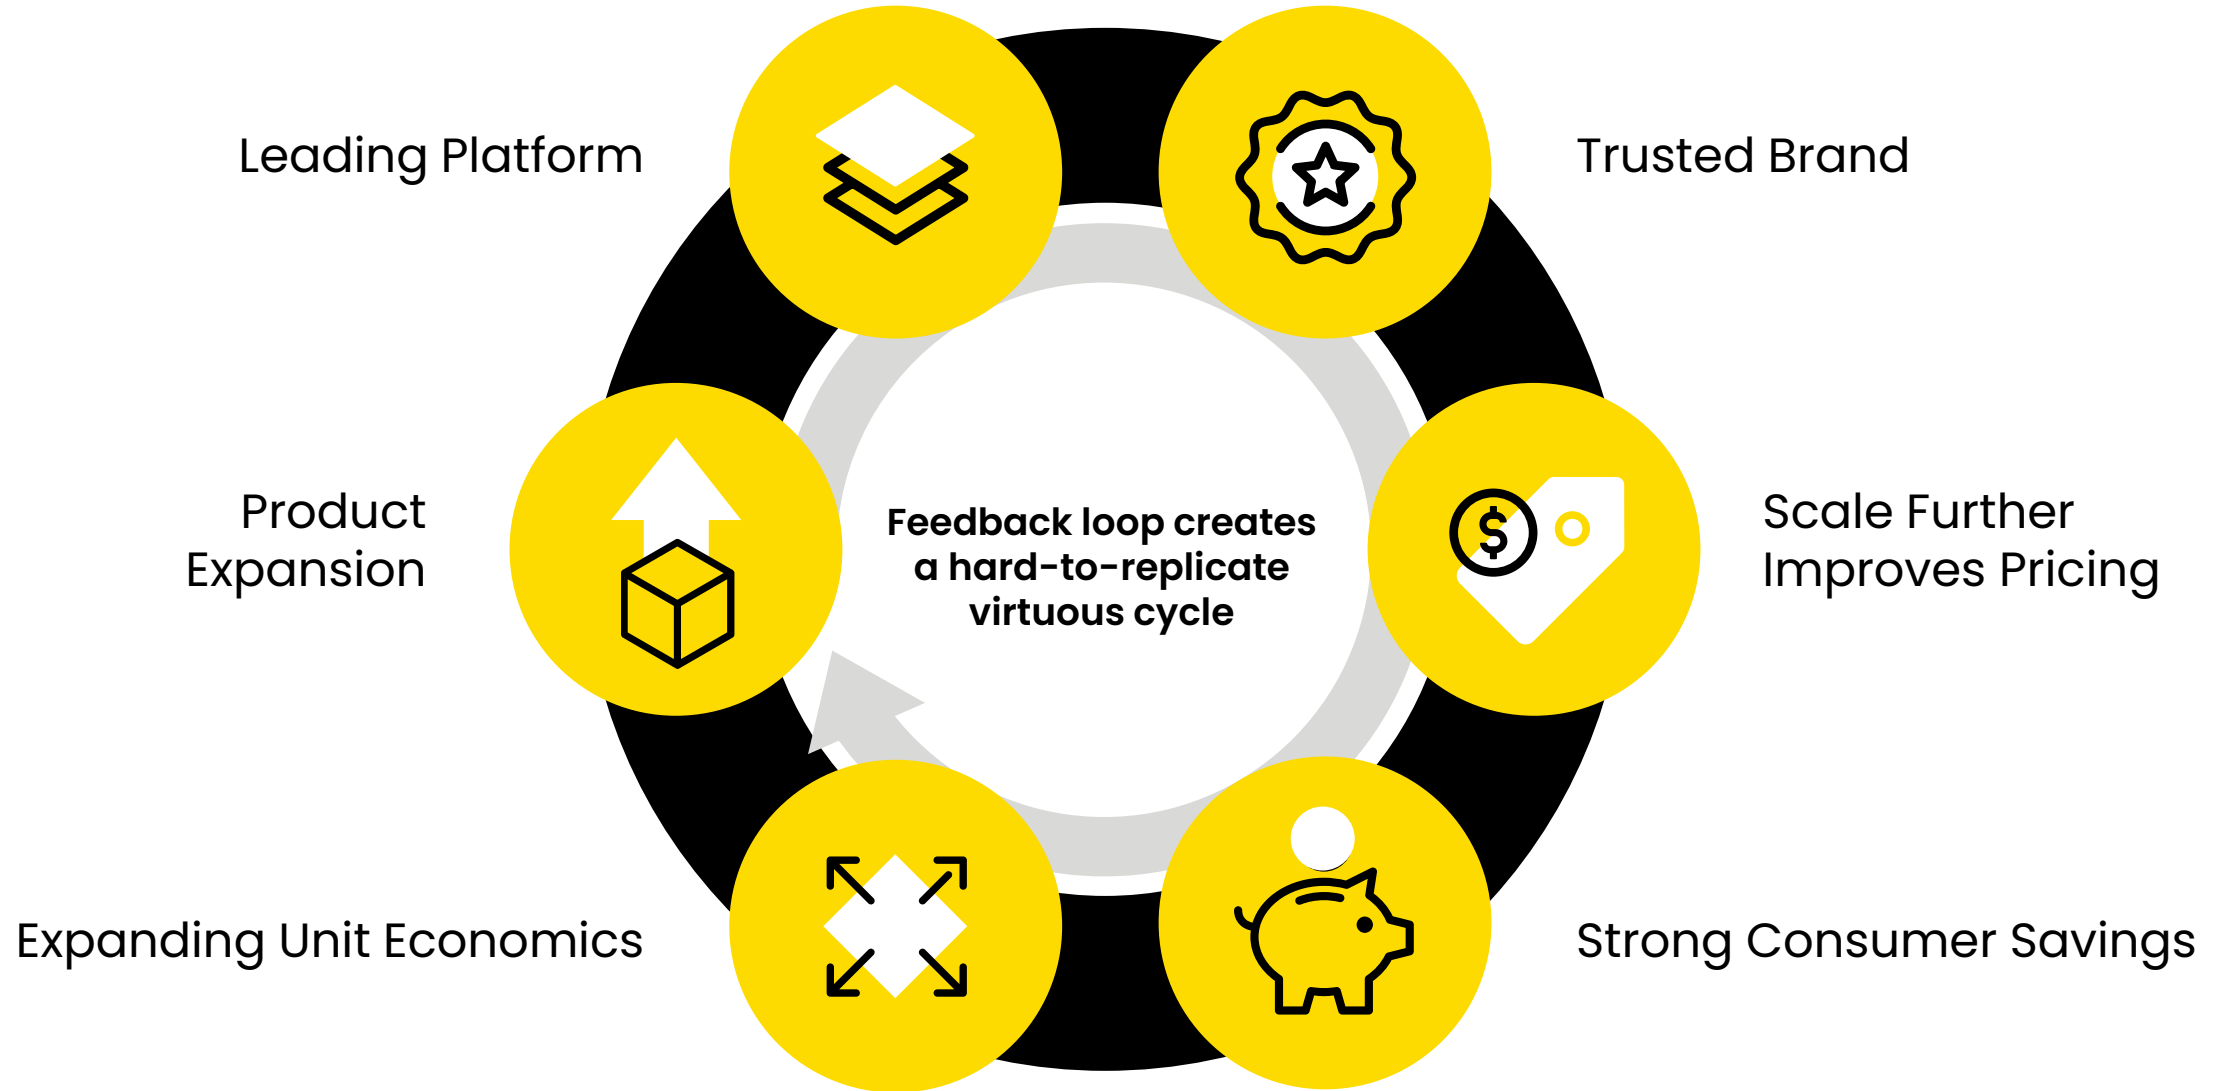 Leading Platform
Trusted Brand
Product
Expansion
Feedback loop creates
a hard-to-replicate
virtuous cycle
$
Scale Further
Improves Pricing
Expanding Unit Economics
Strong Consumer Savings